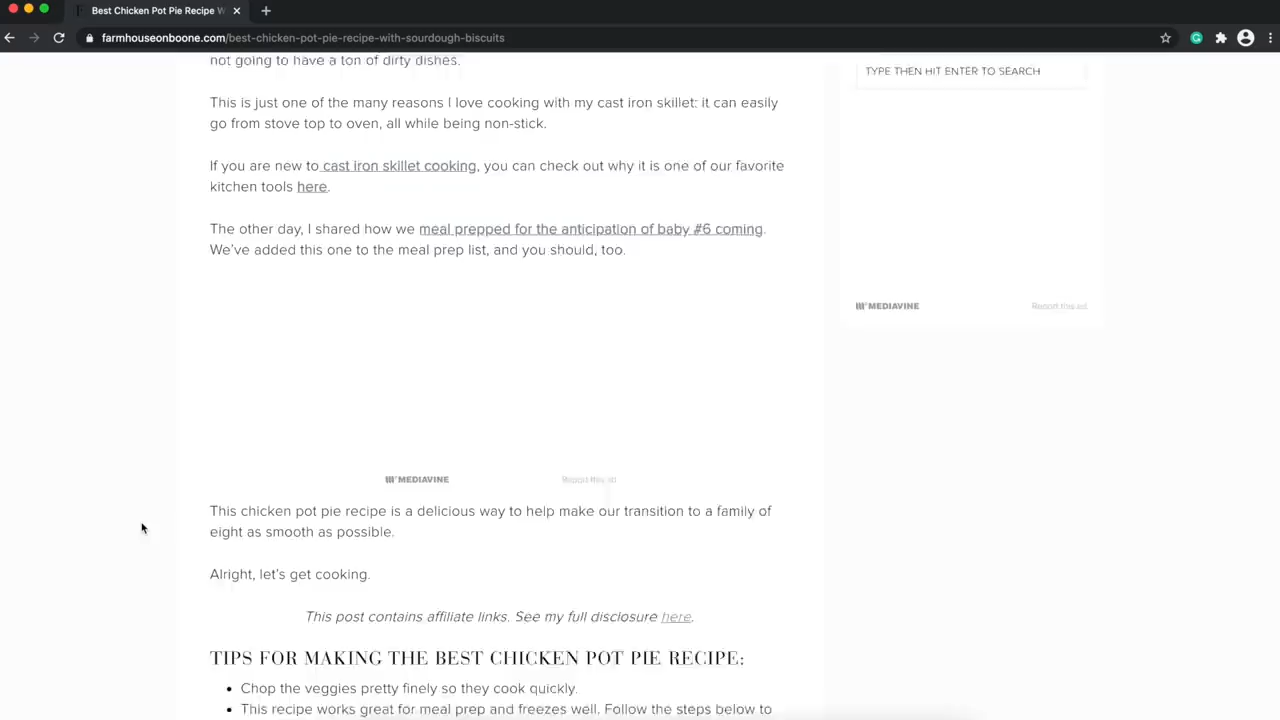 Best Chicken Pot Pie Recipe W
farmhouseonboone.com/best-chicken-pot-pie-recipe-with-sourdough-biscuits
not going to have a ton of dirty dishes.
TYPE THEN HIT ENTER TO SEARCH
This is just one of the many reasons I love cooking with my cast iron skillet: it can easily
go from stove top to oven, all while being non-stick.
If you are new to cast iron skillet cooking, you can check out why it is one of our favorite
kitchen tools here.
The other day, I shared how we meal prepped for the anticipation of baby #6 coming.
We've added this one to the meal prep list, and you should, too.
MEDIAVINE
Report this ad
MEDIAVINE
Report this ad
This chicken pot pie recipe is a delicious way to help make our transition to a family of
eight as smooth as possible.
Alright, let's get cooking.
This post contains affiliate links. See my full disclosure here.
TIPS FOR MAKING THE BEST CHICKEN POT PIE RECIPE:
• Chop the veggies pretty finely so they cook quickly.
• This recipe works great for meal prep and freezes well. Follow the steps below to